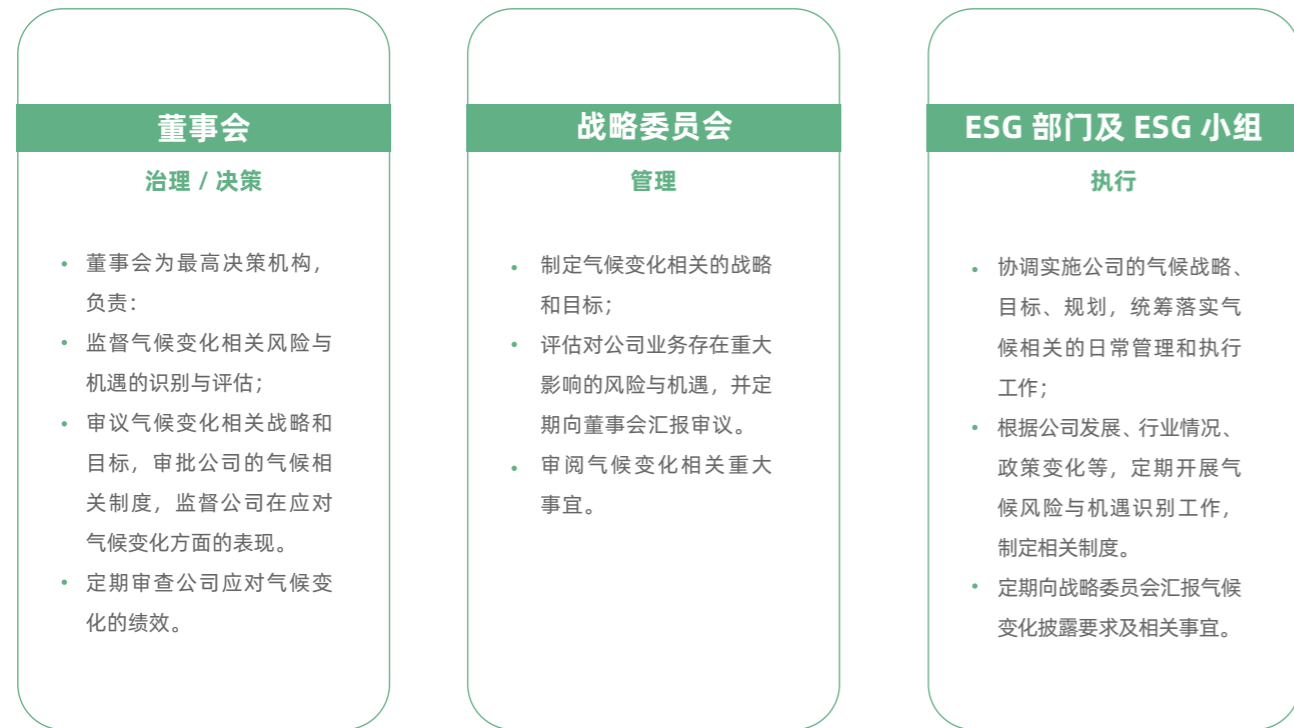 董事会
治理 / 决策
• 董事会为最高决策机构，
负责：
• 监督气候变化相关风险与
机遇的识别与评估；
• 审议气候变化相关战略和
目标，审批公司的气候相
关制度，监督公司在应对
气候变化方面的表现。
• 定期审查公司应对气候变
化的绩效。
战略委员会
管理
• 制定气候变化相关的战略
和目标；
• 评估对公司业务存在重大
影响的风险与机遇，并定
期向董事会汇报审议。
• 审阅气候变化相关重大
事宜。
ESG 部门及 ESG 小组
执行
• 协调实施公司的气候战略、
目标、规划，统筹落实气
候相关的日常管理和执行
工作；
• 根据公司发展、行业情况、
政策变化等，定期开展气
候风险与机遇识别工作，
制定相关制度。
• 定期向战略委员会汇报气候
变化披露要求及相关事宜。